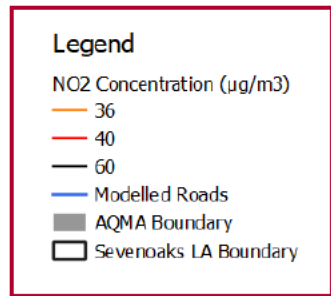 Legend
NO2 Concentration (µg/m3)
36
40
60
Modelled Roads
AQMA Boundary
Sevenoaks LA Boundary